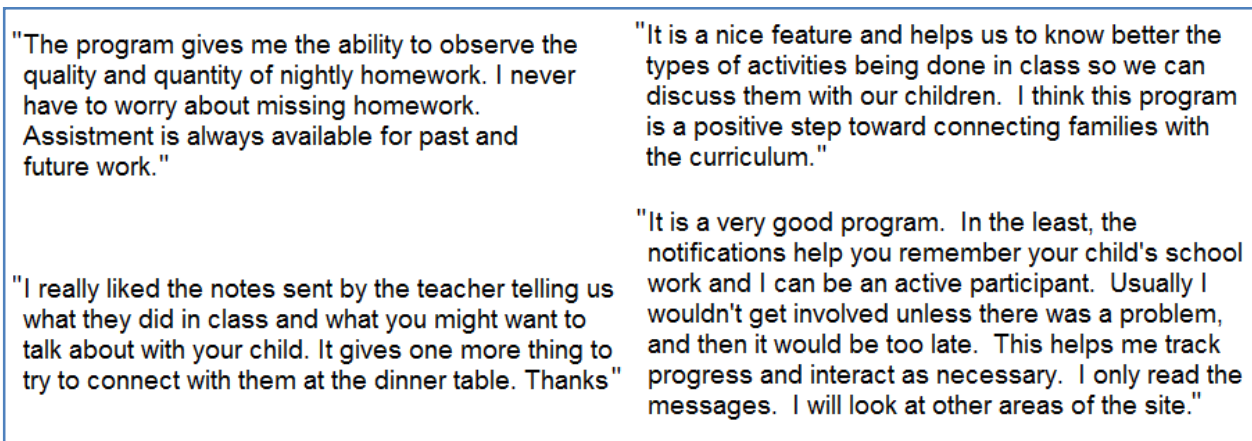 "The program gives me the ability to observe the
quality and quantity of nightly homework. I never
have to worry about missing homework.
Assistment is always available for past and
future work."
"I really liked the notes sent by the teacher telling us
what they did in class and what you might want to
talk about with your child. It gives one more thing to
try to connect with them at the dinner table. Thanks"
"It is a nice feature and helps us to know better the
types of activities being done in class so we can
discuss them with our children.  I think this program
is a positive step toward connecting families with
the curriculum."
"It is a very good program.  In the least, the
notifications help you remember your child's school
work and I can be an active participant.  Usually I
wouldn't get involved unless there was a problem,
and then it would be too late.  This helps me track
progress and interact as necessary.  I only read the
messages.  I will look at other areas of the site."